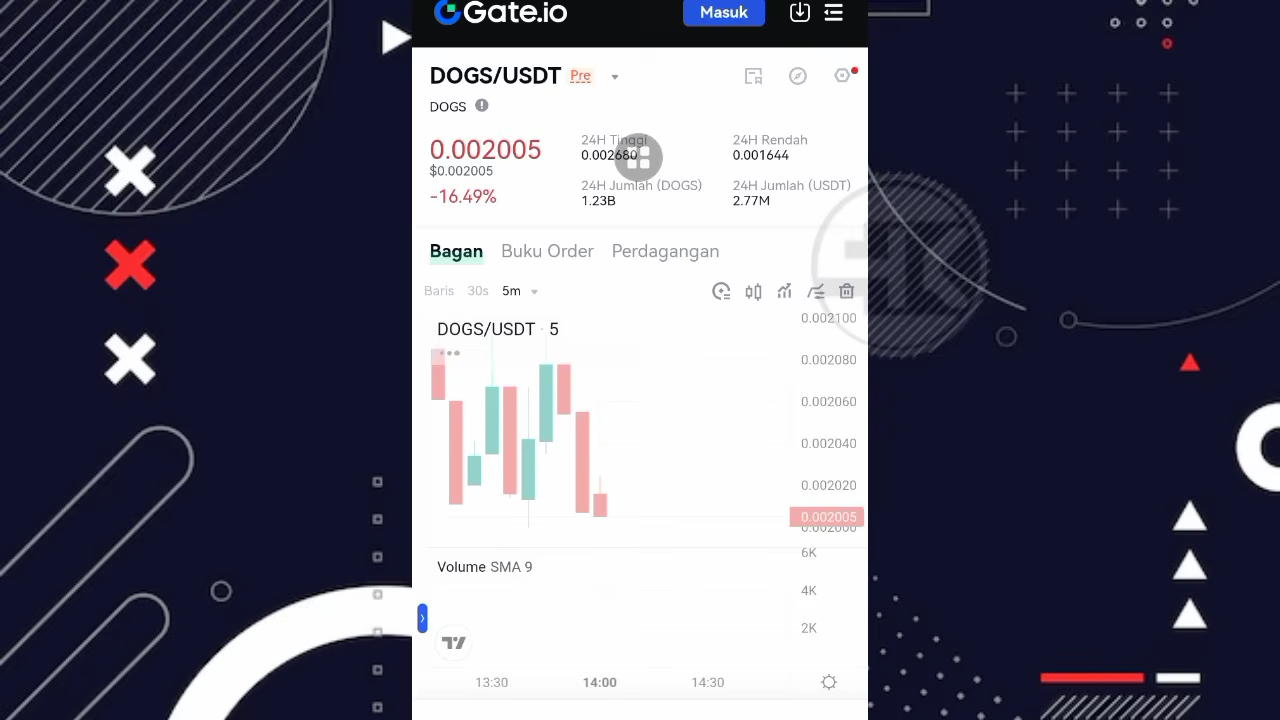 Gate.io
Masuk
DOGS/USDT Pre
DOGS
0.002005
$0.002005
-16.49%
24H Tinggi
0.002680
24H Rendah
0.001644
24H Jumlah (DOGS)
1.23B
24H Jumlah (USDT)
2.77M
Bagan Buku Order Perdagangan
Baris 30s 5m
DOGS/USDT · 5
0.002100
0.002080
0.002060
0.002040
0.002020
0.002005
0.002000
Volume SMA 9
6K
4K
2K
13:30 14:00 14:30